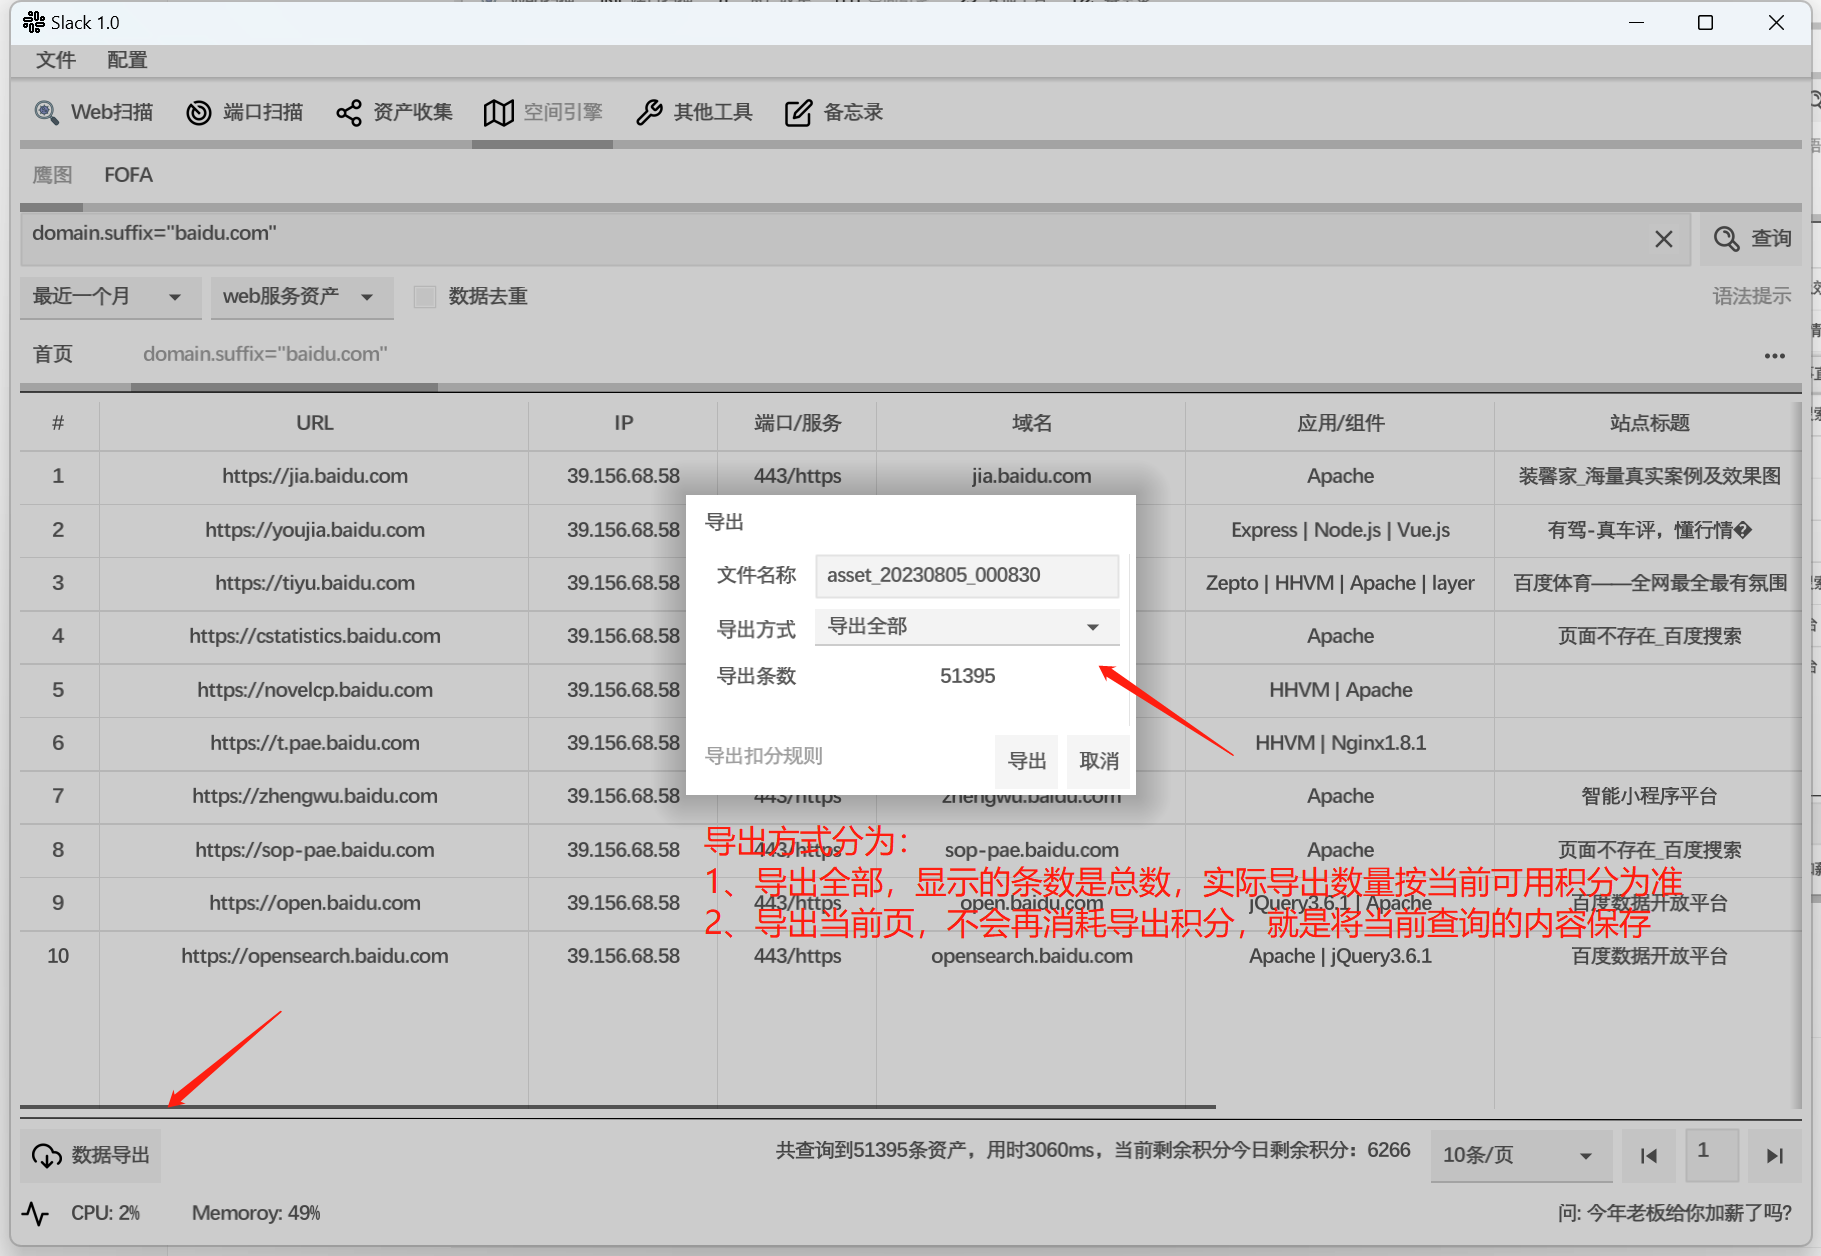 Slack 1.0
文件 配置
Web扫描 端口扫描 资产收集 空间引擎 其他工具 备忘录
鹰图 FOFA
domain.suffix="baidu.com" 查询
最近一个月 web服务资产 数据去重 语法提示
首页 domain.suffix="baidu.com"
# URL IP 端口/服务 域名 应用/组件 站点标题
1 https://jia.baidu.com 39.156.68.58 443/https jia.baidu.com Apache 装馨家_海量真实案例及效果图
2 https://youjia.baidu.com 39.156.68.58 Express | Node.js | Vue.js 有驾-真车评，懂行情�
3 https://tiyu.baidu.com 39.156.68.58 Zepto | HHVM | Apache | layer 百度体育——全网最全最有氛围
4 https://cstatistics.baidu.com 39.156.68.58 Apache 页面不存在_百度搜索
5 https://novelcp.baidu.com 39.156.68.58 HHVM | Apache
6 https://t.pae.baidu.com 39.156.68.58 HHVM | Nginx1.8.1
7 https://zhengwu.baidu.com 39.156.68.58 443/https zhengwu.baidu.com Apache 智能小程序平台
8 https://sop-pae.baidu.com 39.156.68.58 443/https sop-pae.baidu.com Apache 页面不存在_百度搜索
9 https://open.baidu.com 39.156.68.58 443/https open.baidu.com jQuery3.6.1 | Apache 百度数据开放平台
10 https://opensearch.baidu.com 39.156.68.58 443/https opensearch.baidu.com Apache | jQuery3.6.1 百度数据开放平台
导出
文件名称 asset_20230805_000830
导出方式 导出全部
导出条数 51395
导出扣分规则 导出 取消
导出方式分为：
1、导出全部，显示的条数是总数，实际导出数量按当前可用积分为准
2、导出当前页，不会再消耗导出积分，就是将当前查询的内容保存
数据导出 共查询到51395条资产，用时3060ms，当前剩余积分今日剩余积分：6266 10条/页 1
CPU: 2% Memoroy: 49% 问: 今年老板给你加薪了吗?